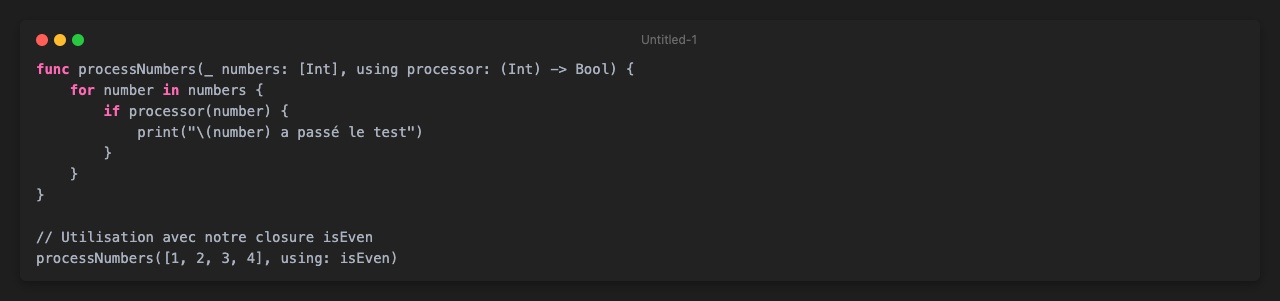 Untitled-1
func processNumbers(_ numbers: [Int], using processor: (Int) -> Bool) {
    for number in numbers {
        if processor(number) {
            print("\(number) a passé le test")
        }
    }
}

// Utilisation avec notre closure isEven
processNumbers([1, 2, 3, 4], using: isEven)